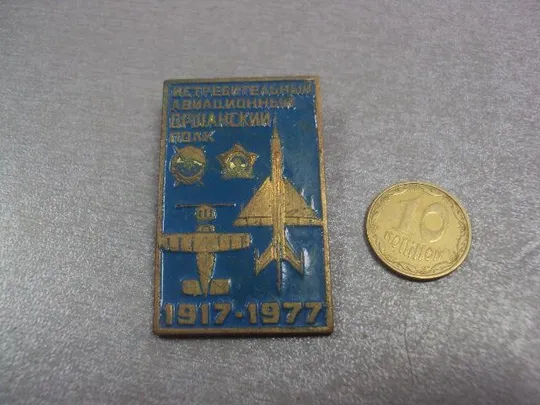 ИСТРЕБИТЕЛЬНЫЙ
АВИАЦИОННЫЙ
ОРШАНСКИЙ
ПОЛК
1917-1977
10
КОПІЙОК